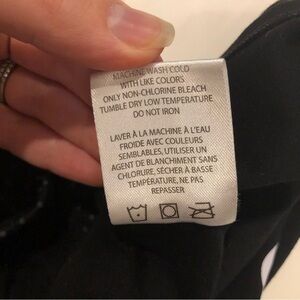 MACHINE WASH COLD
WITH LIKE COLORS
ONLY NON-CHLORINE BLEACH
TUMBLE DRY LOW TEMPERATURE
DO NOT IRON
LAVER À LA MACHINE À L'EAU
FROIDE AVEC COULEURS
SEMBLABLES, UTILISER UN
AGENT DE BLANCHIMENT SANS
CHLORURE, SÉCHER À BASSE
TEMPÉRATURE, NE PAS
REPASSER